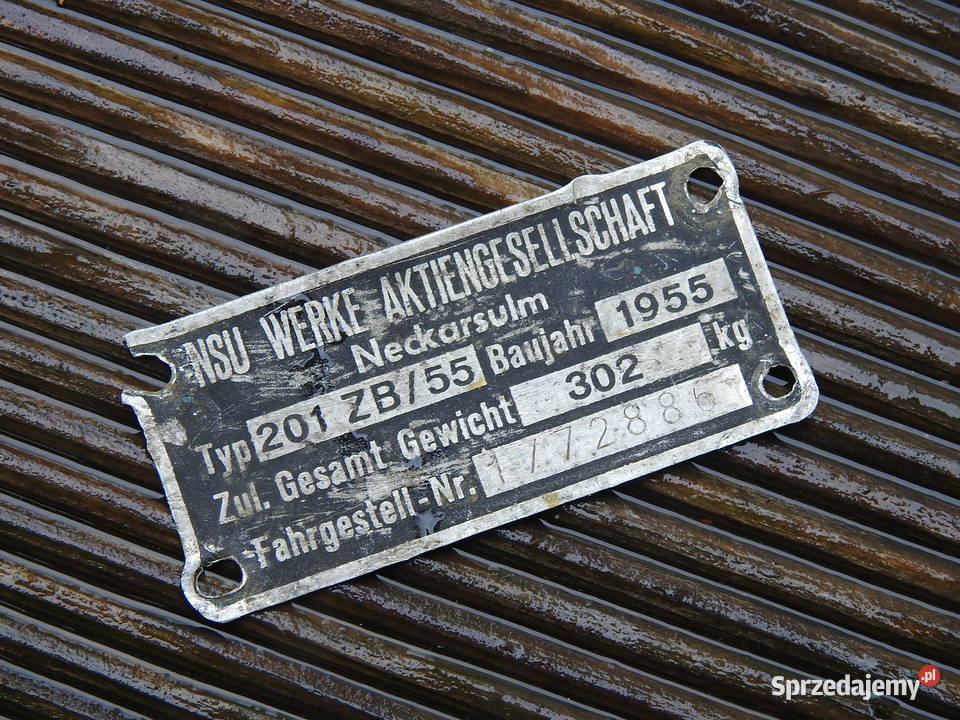 NSU WERKE AKTIENGESELLSCHAFT
Neckarsulm
Typ 201 ZB/55 Baujahr 1955
Zul. Gesamt Gewicht 302 kg
Fahrgestell-Nr. 1772886
Sprzedajemy.pl